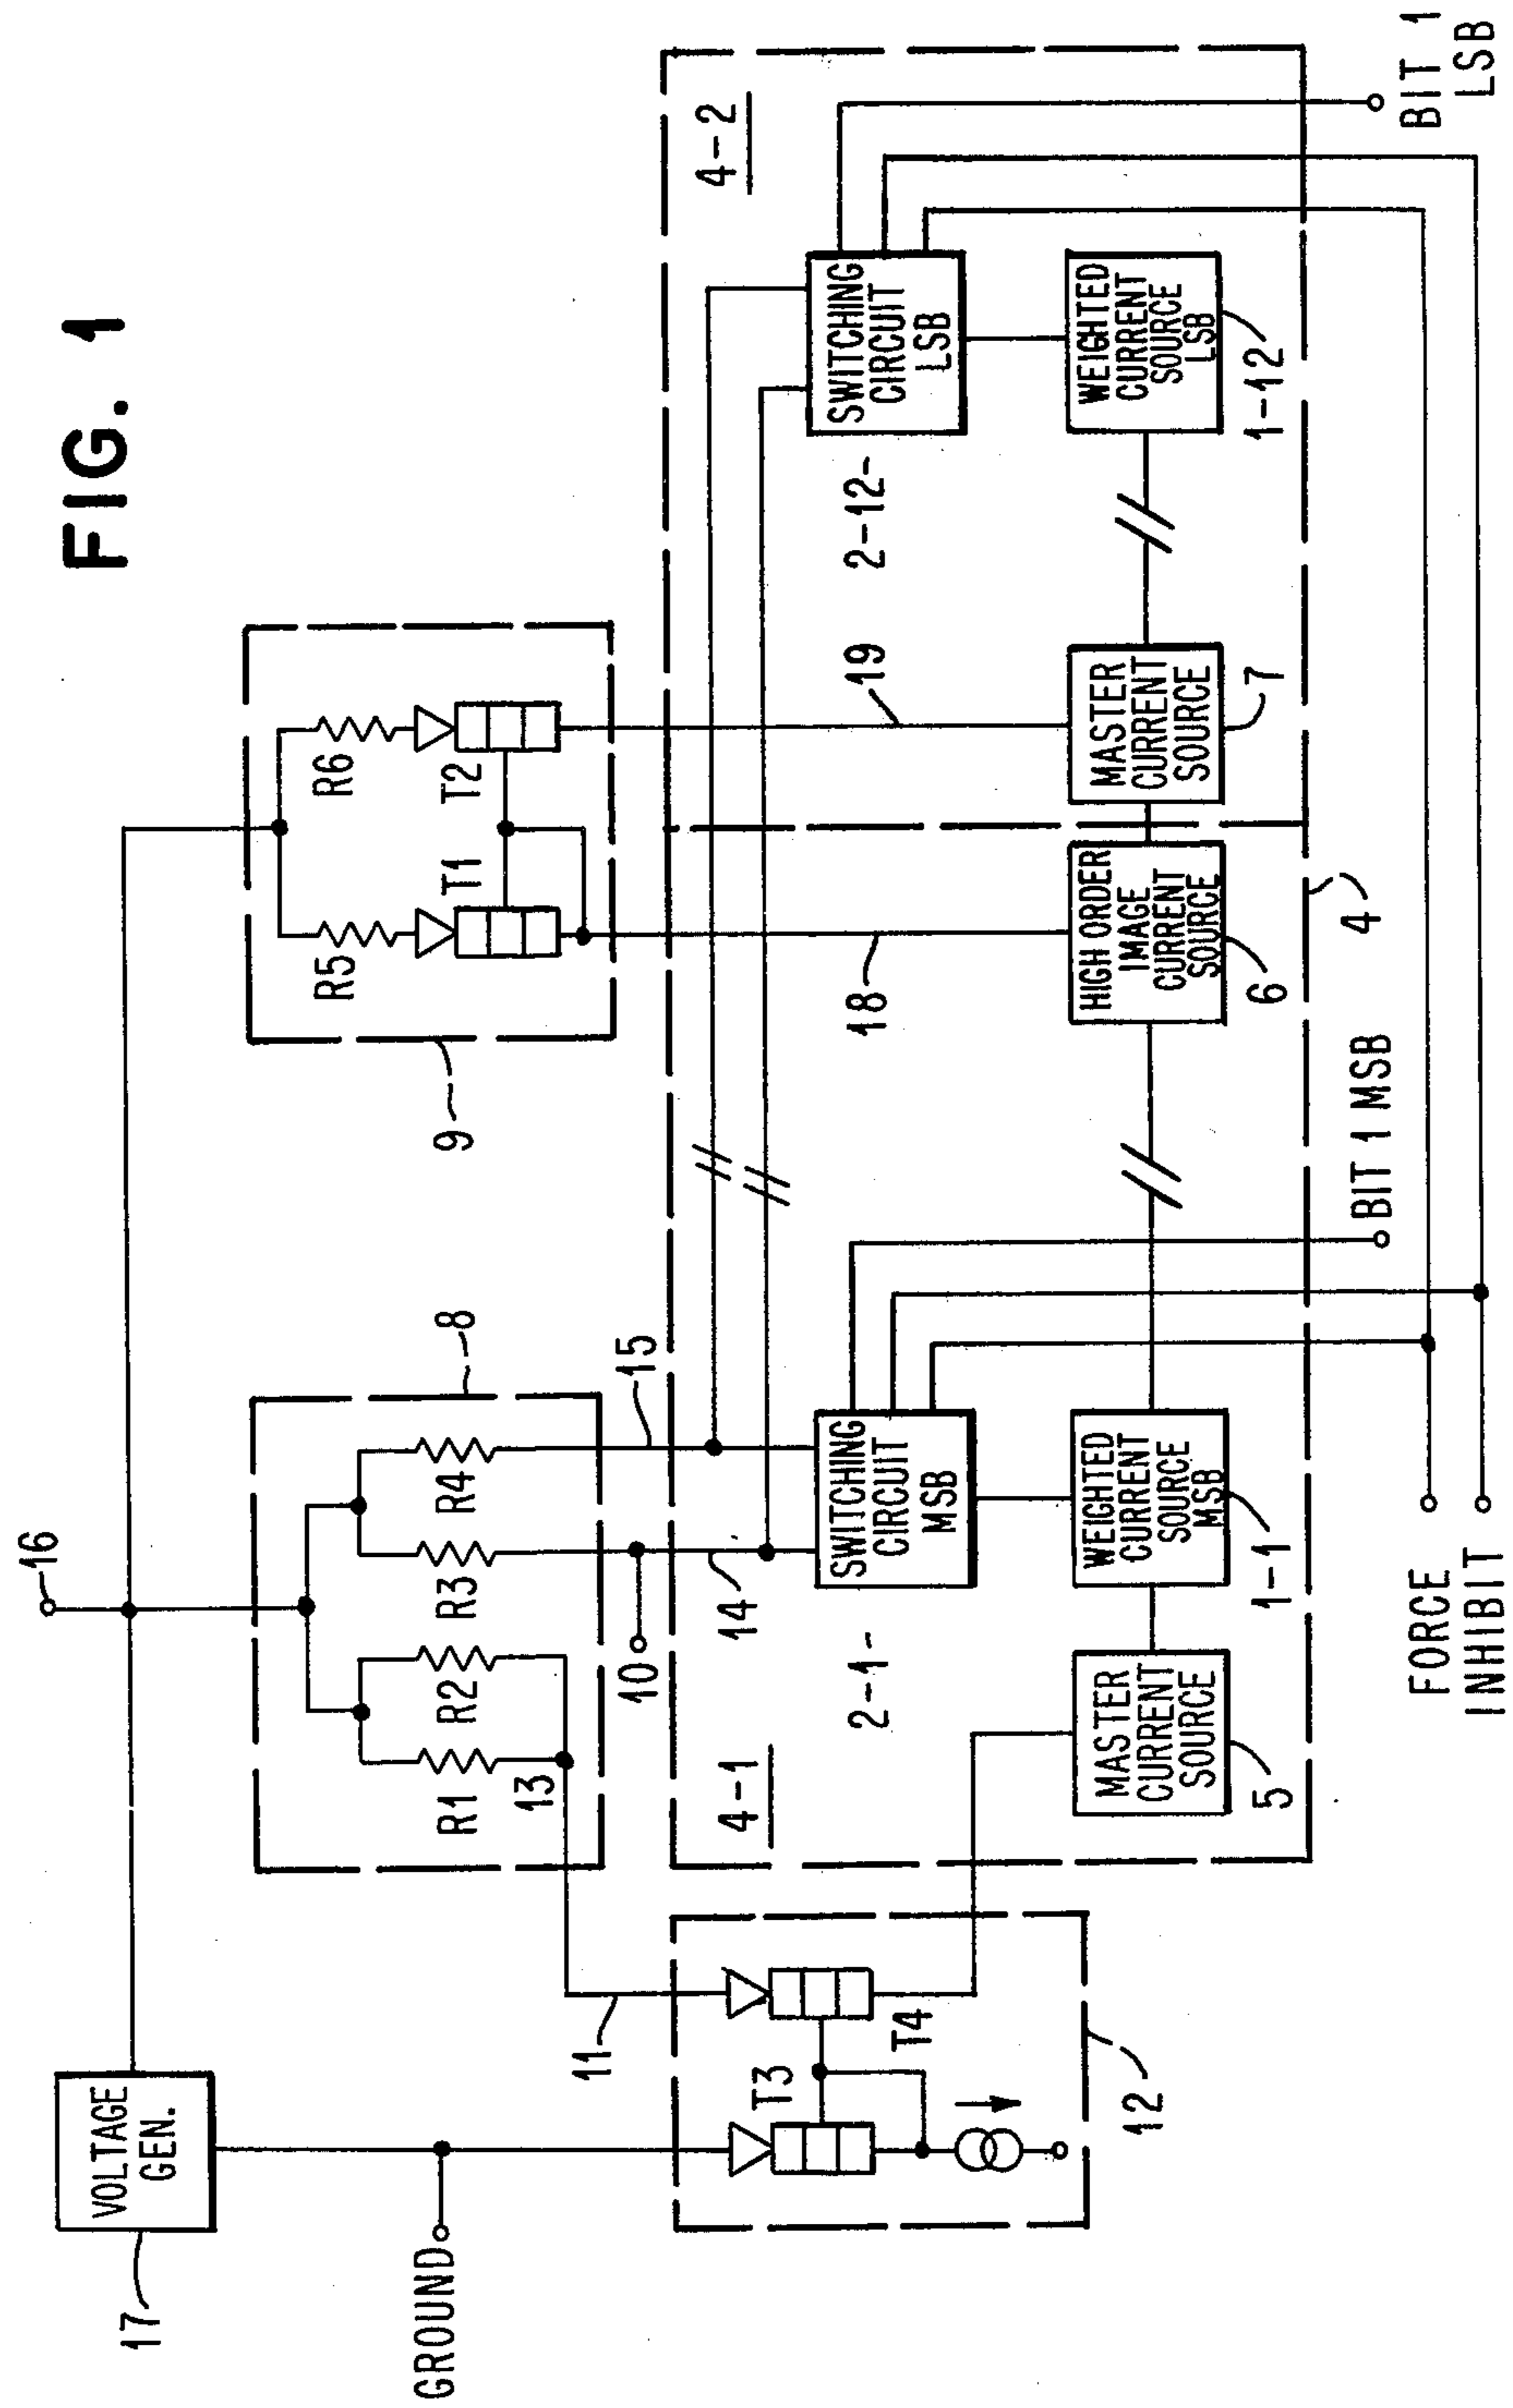 FIG. 1
16
VOLTAGE
GEN.
17
GROUND
R1
R2
R3
R4
13
8
R5
R6
T1
T2
9
11
10
14
15
18
19
T3
T4
12
4-1
4-2
2-1
SWITCHING
CIRCUIT
MSB
2-12
SWITCHING
CIRCUIT
LSB
MASTER
CURRENT
SOURCE
5
WEIGHTED
CURRENT
SOURCE
MSB
1-1
HIGH ORDER
IMAGE
CURRENT
SOURCE
6
MASTER
CURRENT
SOURCE
7
WEIGHTED
CURRENT
SOURCE
LSB
1-12
4
BIT 1 MSB
BIT 1
LSB
FORCE
INHIBIT